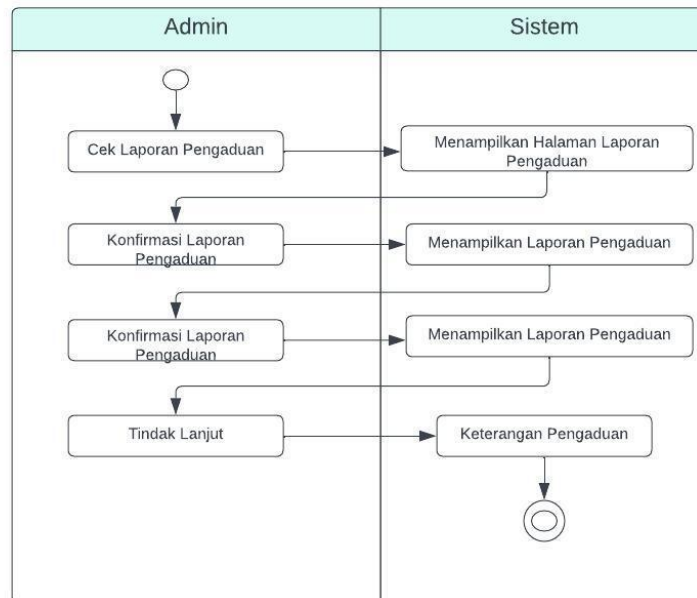 Admin
Sistem
Cek Laporan Pengaduan
Menampilkan Halaman Laporan
Pengaduan
Konfirmasi Laporan
Pengaduan
Menampilkan Laporan Pengaduan
Konfirmasi Laporan
Pengaduan
Menampilkan Laporan Pengaduan
Tindak Lanjut
Keterangan Pengaduan